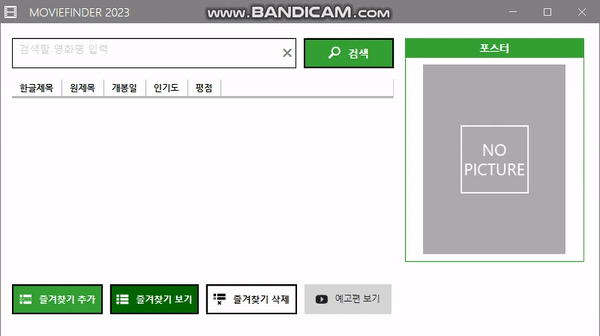 MOVIEFINDER 2023
www.BANDICAM.com
검색할 영화명 입력
검색
포스터
한글제목 원제목 개봉일 인기도 평점
NO
PICTURE
즐겨찾기 추가
즐겨찾기 보기
즐겨찾기 삭제
예고편 보기